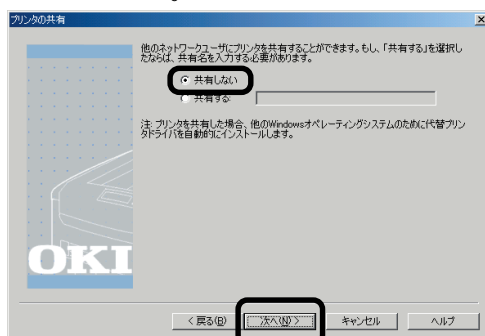 プリンタの共有
他のネットワークユーザにプリンタを共有することができます。もし、「共有する」を選択し
たならば、共有名を入力する必要があります。
共有しない
共有する
注: プリンタを共有した場合、他のWindowsオペレーティングシステムのために代替プリン
タドライバを自動的にインストールします。
OKI
< 戻る(B)
次へ(N) >
キャンセル
ヘルプ